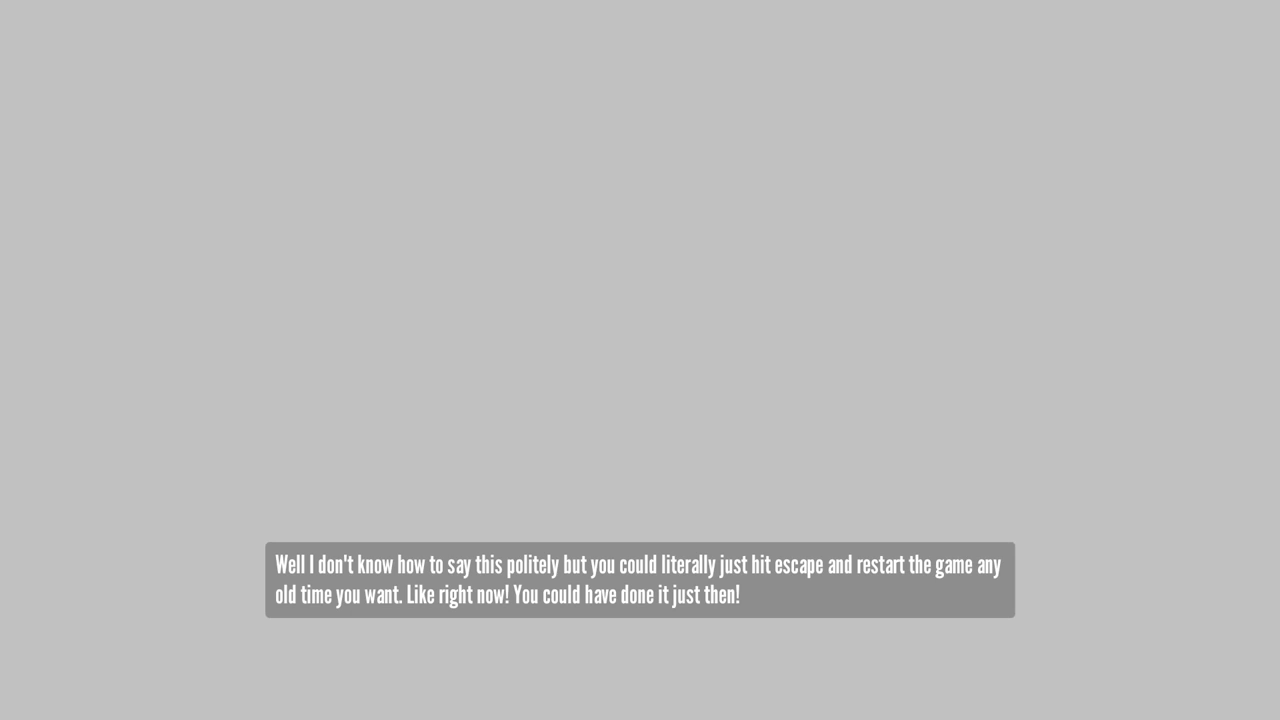 Well I don't know how to say this politely but you could literally just hit escape and restart the game any
old time you want. Like right now! You could have done it just then!